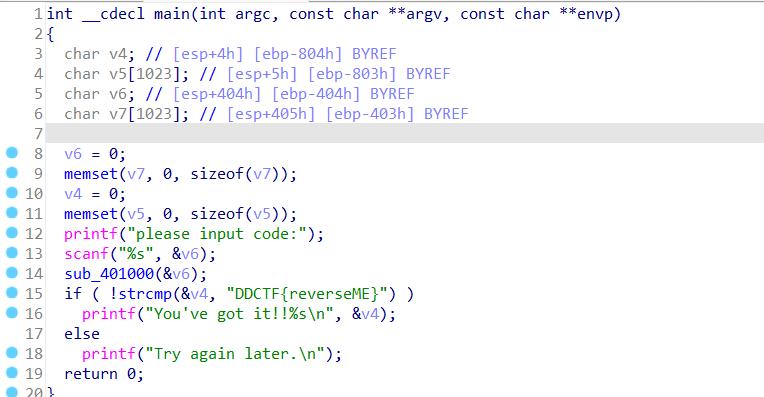 1 int __cdecl main(int argc, const char **argv, const char **envp)
2 {
3   char v4; // [esp+4h] [ebp-804h] BYREF
4   char v5[1023]; // [esp+5h] [ebp-803h] BYREF
5   char v6; // [esp+404h] [ebp-404h] BYREF
6   char v7[1023]; // [esp+405h] [ebp-403h] BYREF
7
8   v6 = 0;
9   memset(v7, 0, sizeof(v7));
10   v4 = 0;
11   memset(v5, 0, sizeof(v5));
12   printf("please input code:");
13   scanf("%s", &v6);
14   sub_401000(&v6);
15   if ( !strcmp(&v4, "DDCTF{reverseME}") )
16     printf("You've got it!!%s\n", &v4);
17   else
18     printf("Try again later.\n");
19   return 0;
20 }